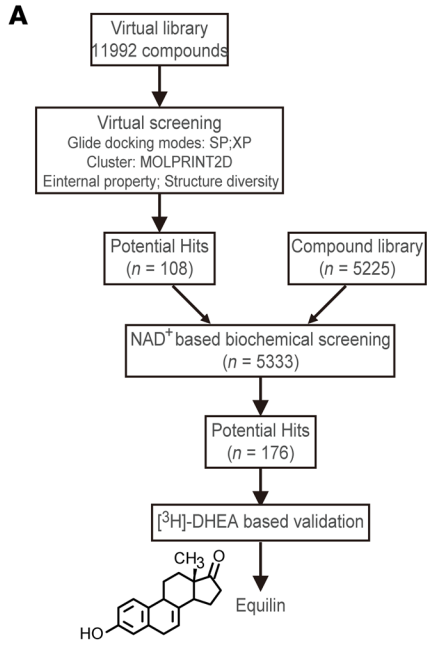 A
Virtual library
11992 compounds
Virtual screening
Glide docking modes: SP;XP
Cluster: MOLPRINT2D
Einternal property; Structure diversity
Potential Hits
(n = 108)
Compound library
(n = 5225)
NAD+ based biochemical screening
(n = 5333)
Potential Hits
(n = 176)
[3H]-DHEA based validation
CH3
O
HO
Equilin